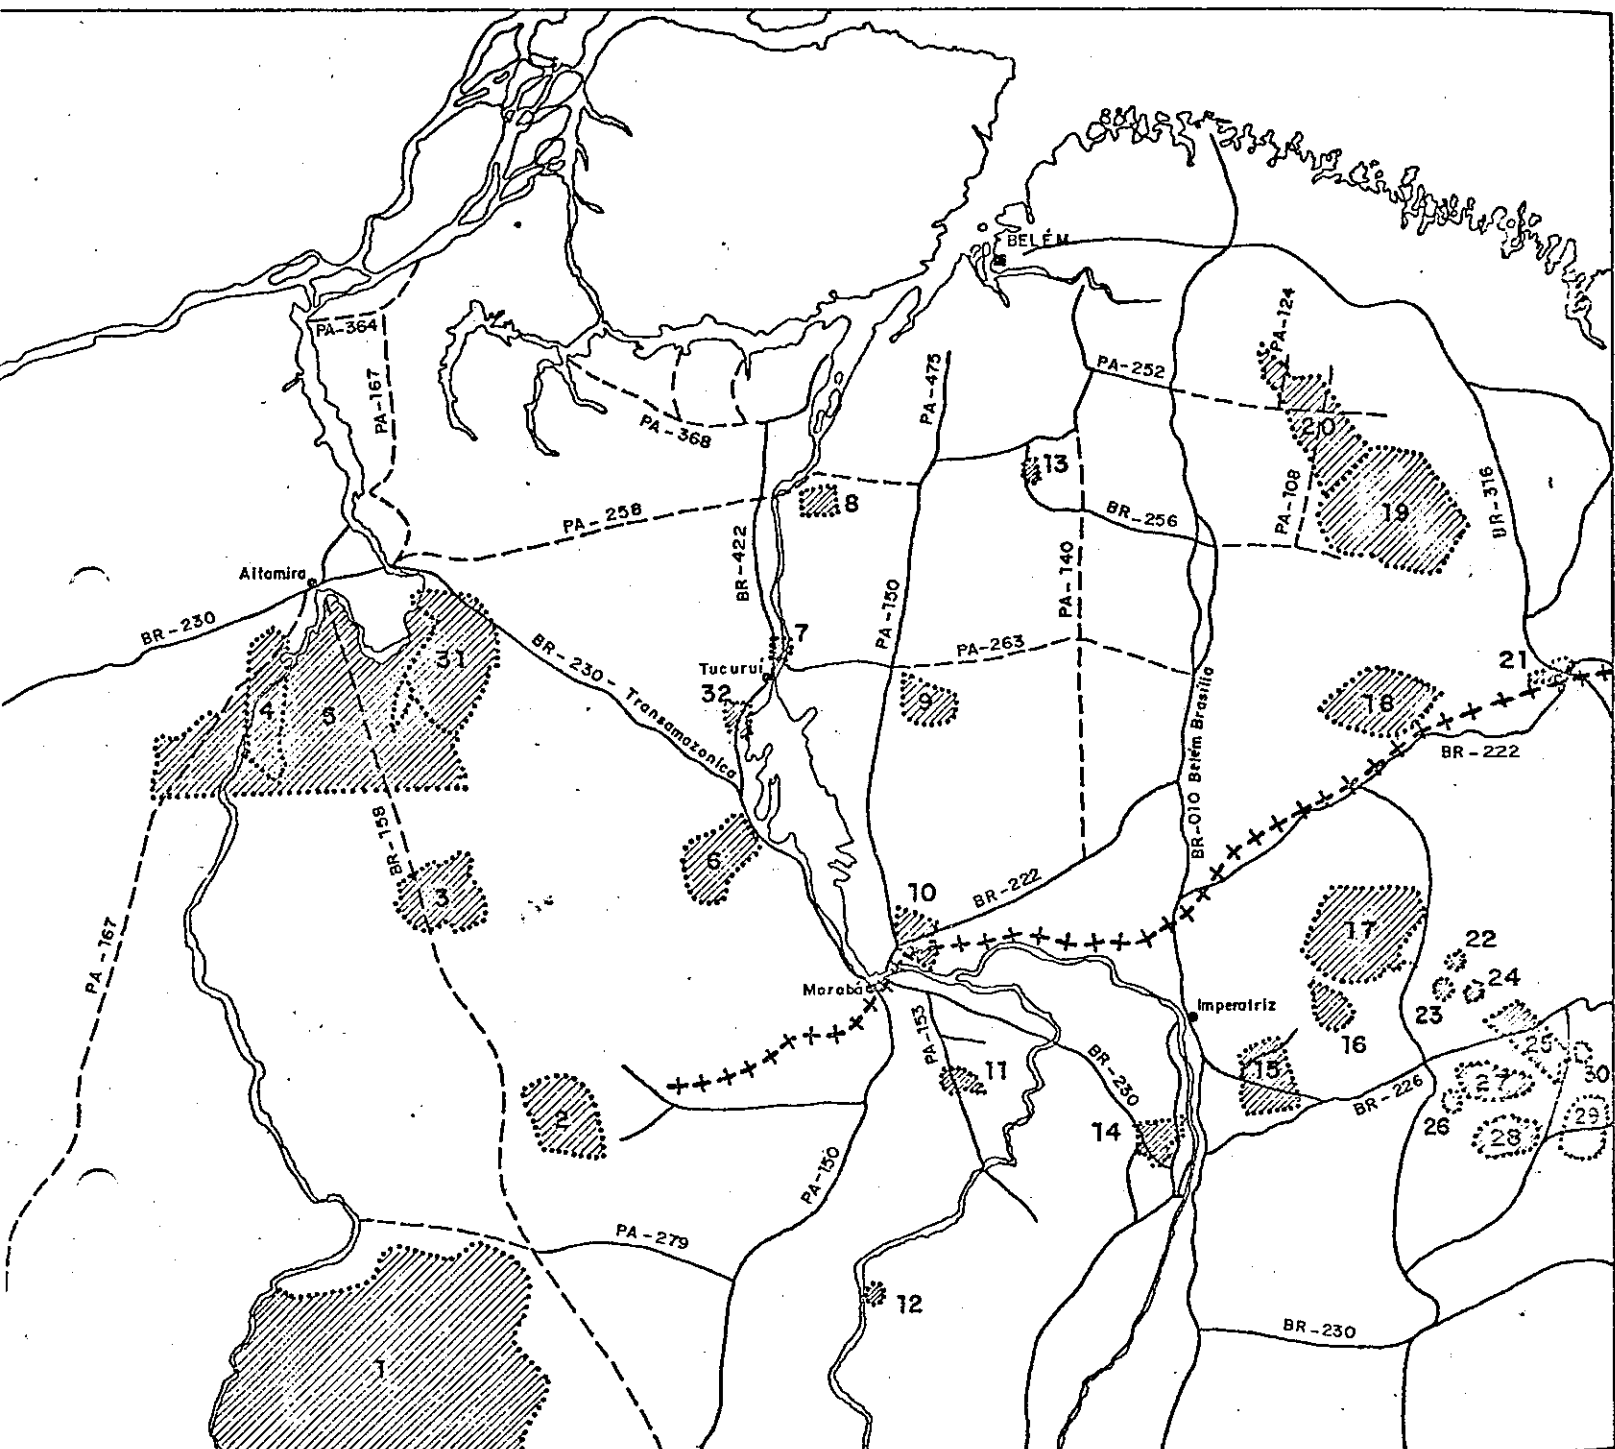 BELÉM
PA-364
PA-124
PA-167
PA-252
PA-475
PA-368
20
13
8
PA-258
PA-108
19
BR-316
BR-256
BR-422
Altamira
PA-140
PA-150
BR-230
7
PA-263
31
BR-230 - Transamazonica
Tucuruí
21
32
9
18
4
5
BR-010 Belém Brasília
BR-222
BR-158
6
3
10
BR-222
17
PA-167
22
24
Marabá
23
Imperatriz
PA-153
16
25
11
BR-230
15
27
30
2
BR-226
26
29
14
28
PA-150
PA-279
12
BR-230
1